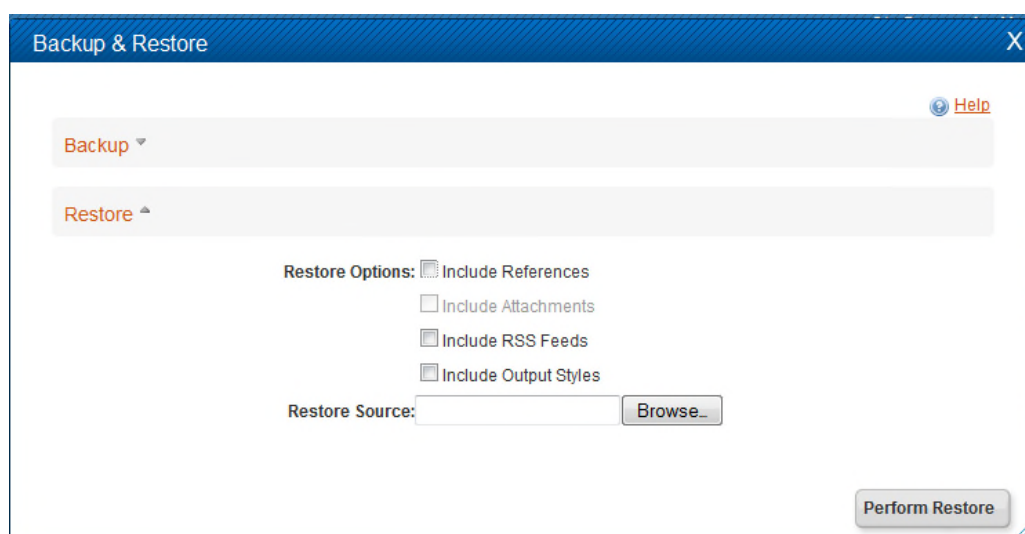 Backup & Restore X
Help
Backup
Restore
Restore Options: Include References
Include Attachments
Include RSS Feeds
Include Output Styles
Restore Source: Browse...
Perform Restore